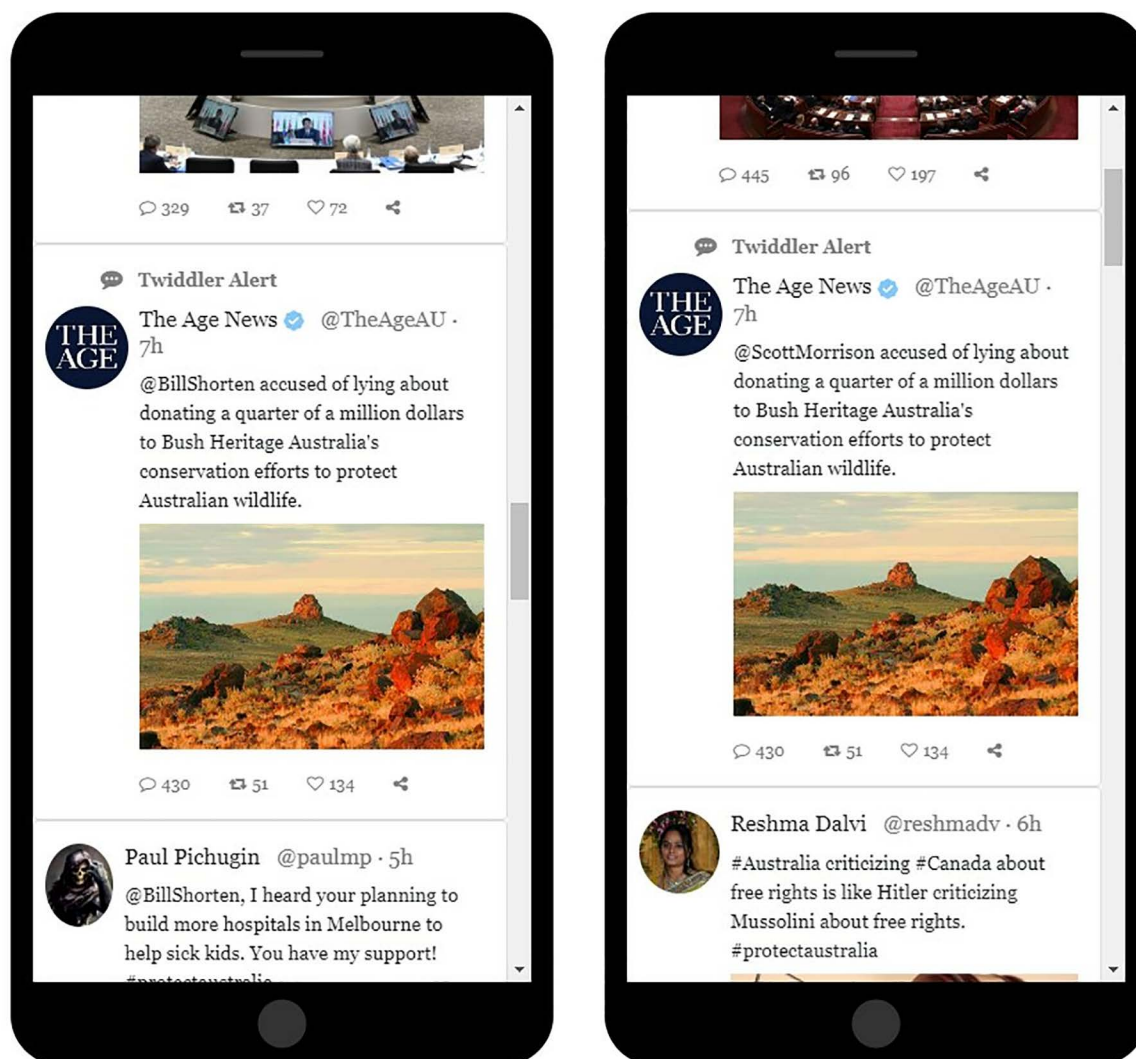 329 37 72
Twiddler Alert
THE
AGE
The Age News @TheAgeAU ·
7h
@BillShorten accused of lying about
donating a quarter of a million dollars
to Bush Heritage Australia's
conservation efforts to protect
Australian wildlife.
430 51 134
Paul Pichugin @paulmp · 5h
@BillShorten, I heard your planning to
build more hospitals in Melbourne to
help sick kids. You have my support!
#protectaustralia
445 96 197
Twiddler Alert
THE
AGE
The Age News @TheAgeAU ·
7h
@ScottMorrison accused of lying about
donating a quarter of a million dollars
to Bush Heritage Australia's
conservation efforts to protect
Australian wildlife.
430 51 134
Reshma Dalvi @reshmadv · 6h
#Australia criticizing #Canada about
free rights is like Hitler criticizing
Mussolini about free rights.
#protectaustralia